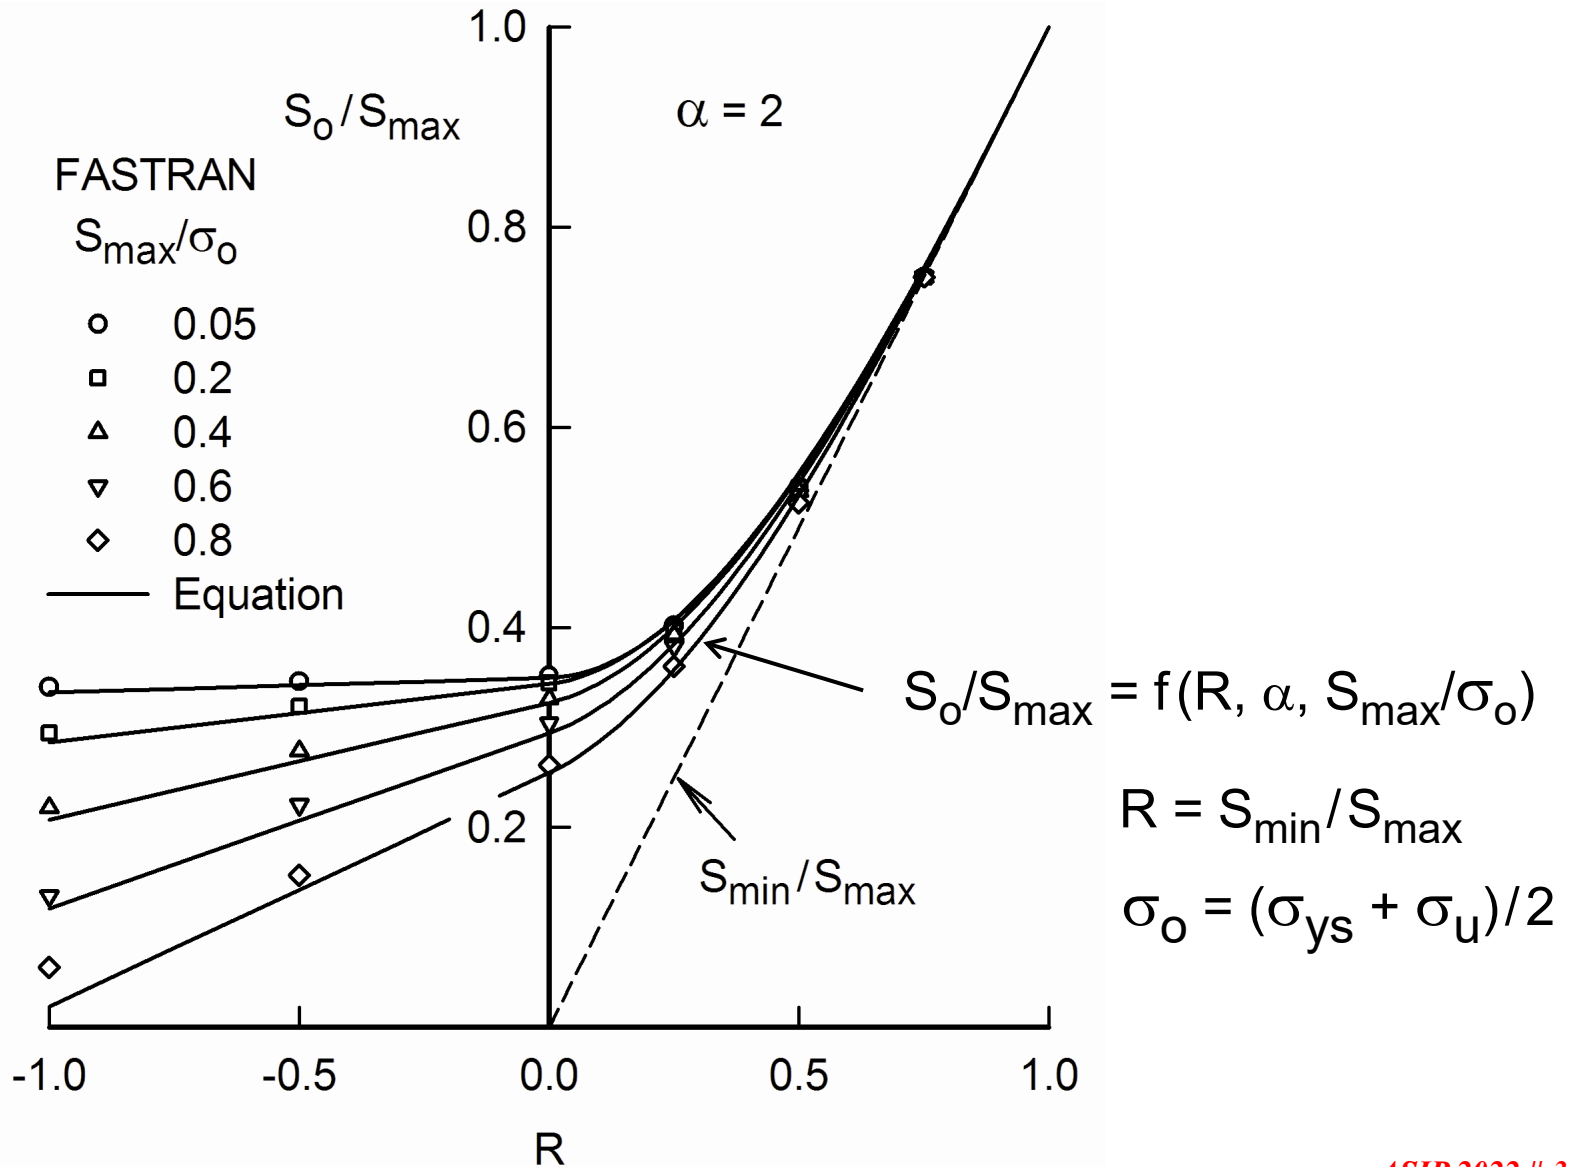 1.0
So/Smax
α = 2
FASTRAN
Smax/σo
0.8
0.05
0.2
0.4
0.6
0.8
Equation
0.6
0.4
0.2
So/Smax = f(R, α, Smax/σo)
R = Smin/Smax
Smin/Smax
σo = (σys + σu)/2
-1.0 -0.5 0.0 0.5 1.0
R